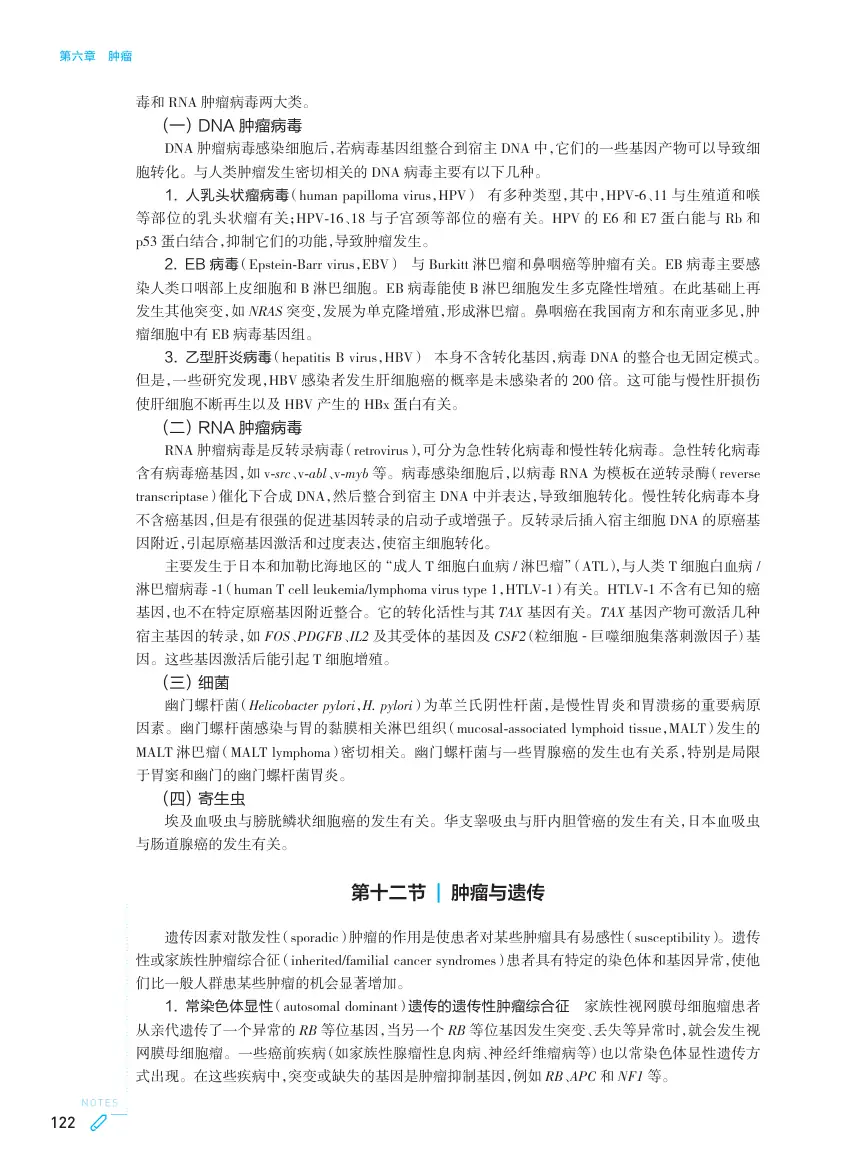 第六章 肿瘤
毒和 RNA 肿瘤病毒两大类。
（一）DNA 肿瘤病毒
DNA 肿瘤病毒感染细胞后，若病毒基因组整合到宿主 DNA 中，它们的一些基因产物可以导致细
胞转化。与人类肿瘤发生密切相关的 DNA 病毒主要有以下几种。
1. 人乳头状瘤病毒（human papilloma virus，HPV） 有多种类型，其中，HPV-6、11 与生殖道和喉
等部位的乳头状瘤有关；HPV-16、18 与子宫颈等部位的癌有关。HPV 的 E6 和 E7 蛋白能与 Rb 和
p53 蛋白结合，抑制它们的功能，导致肿瘤发生。
2. EB 病毒（Epstein-Barr virus，EBV） 与 Burkitt 淋巴瘤和鼻咽癌等肿瘤有关。EB 病毒主要感
染人类口咽部上皮细胞和 B 淋巴细胞。EB 病毒能使 B 淋巴细胞发生多克隆性增殖。在此基础上再
发生其他突变，如 NRAS 突变，发展为单克隆增殖，形成淋巴瘤。鼻咽癌在我国南方和东南亚多见，肿
瘤细胞中有 EB 病毒基因组。
3. 乙型肝炎病毒（hepatitis B virus，HBV） 本身不含转化基因，病毒 DNA 的整合也无固定模式。
但是，一些研究发现，HBV 感染者发生肝细胞癌的概率是未感染者的 200 倍。这可能与慢性肝损伤
使肝细胞不断再生以及 HBV 产生的 HBx 蛋白有关。
（二）RNA 肿瘤病毒
RNA 肿瘤病毒是反转录病毒（retrovirus），可分为急性转化病毒和慢性转化病毒。急性转化病毒
含有病毒癌基因，如 v-src、v-abl、v-myb 等。病毒感染细胞后，以病毒 RNA 为模板在逆转录酶（reverse
transcriptase）催化下合成 DNA，然后整合到宿主 DNA 中并表达，导致细胞转化。慢性转化病毒本身
不含癌基因，但是有很强的促进基因转录的启动子或增强子。反转录后插入宿主细胞 DNA 的原癌基
因附近，引起原癌基因激活和过度表达，使宿主细胞转化。
主要发生于日本和加勒比海地区的“成人 T 细胞白血病 / 淋巴瘤”（ATL），与人类 T 细胞白血病 /
淋巴瘤病毒 -1（human T cell leukemia/lymphoma virus type 1，HTLV-1）有关。HTLV-1 不含有已知的癌
基因，也不在特定原癌基因附近整合。它的转化活性与其 TAX 基因有关。TAX 基因产物可激活几种
宿主基因的转录，如 FOS、PDGFB、IL2 及其受体的基因及 CSF2（粒细胞 - 巨噬细胞集落刺激因子）基
因。这些基因激活后能引起 T 细胞增殖。
（三）细菌
幽门螺杆菌（Helicobacter pylori，H. pylori）为革兰氏阴性杆菌，是慢性胃炎和胃溃疡的重要病原
因素。幽门螺杆菌感染与胃的黏膜相关淋巴组织（mucosal-associated lymphoid tissue，MALT）发生的
MALT 淋巴瘤（MALT lymphoma）密切相关。幽门螺杆菌与一些胃腺癌的发生也有关系，特别是局限
于胃窦和幽门的幽门螺杆菌胃炎。
（四）寄生虫
埃及血吸虫与膀胱鳞状细胞癌的发生有关。华支睾吸虫与肝内胆管癌的发生有关，日本血吸虫
与肠道腺癌的发生有关。
第十二节 | 肿瘤与遗传
遗传因素对散发性（sporadic）肿瘤的作用是使患者对某些肿瘤具有易感性（susceptibility）。遗传
性或家族性肿瘤综合征（inherited/familial cancer syndromes）患者具有特定的染色体和基因异常，使他
们比一般人群患某些肿瘤的机会显著增加。
1. 常染色体显性（autosomal dominant）遗传的遗传性肿瘤综合征 家族性视网膜母细胞瘤患者
从亲代遗传了一个异常的 RB 等位基因，当另一个 RB 等位基因发生突变、丢失等异常时，就会发生视
网膜母细胞瘤。一些癌前疾病（如家族性腺瘤性息肉病、神经纤维瘤病等）也以常染色体显性遗传方
式出现。在这些疾病中，突变或缺失的基因是肿瘤抑制基因，例如 RB、APC 和 NF1 等。
NOTES
122